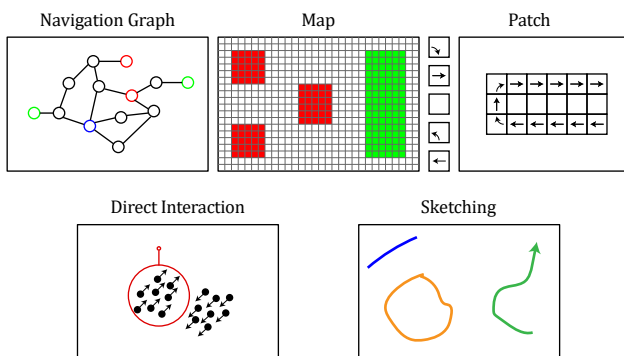 Navigation Graph
Map
Patch
Direct Interaction
Sketching